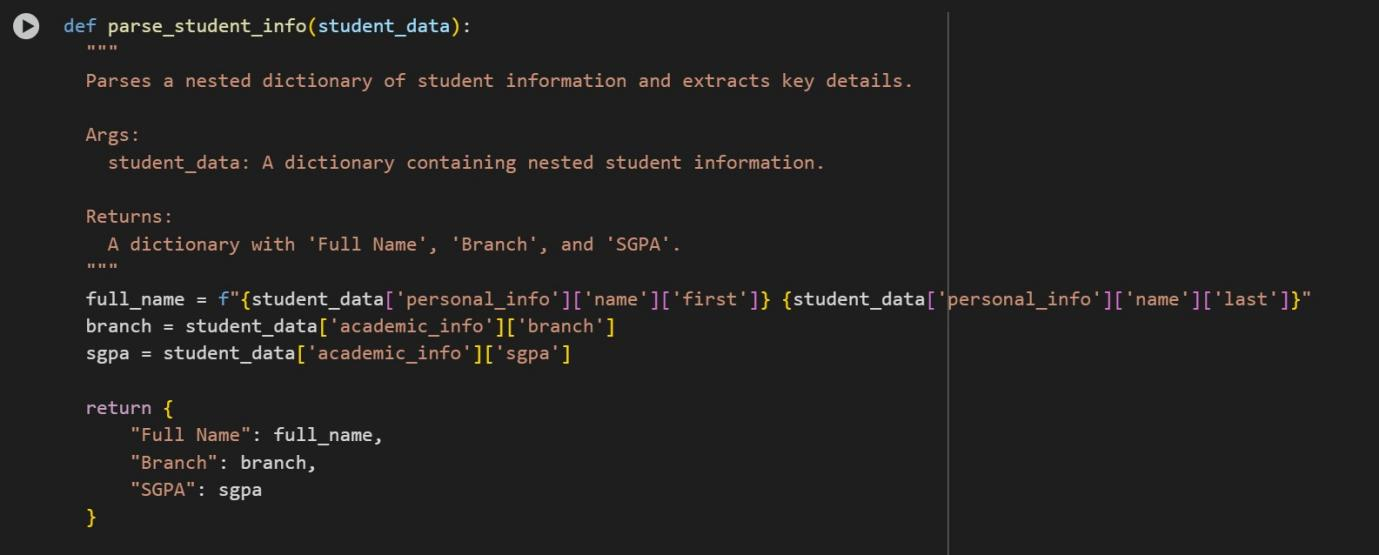 def parse_student_info(student_data):
"""
Parses a nested dictionary of student information and extracts key details.
Args:
student_data: A dictionary containing nested student information.
Returns:
A dictionary with 'Full Name', 'Branch', and 'SGPA'.
"""
full_name = f"{student_data['personal_info']['name']['first']} {student_data['personal_info']['name']['last']}"
branch = student_data['academic_info']['branch']
sgpa = student_data['academic_info']['sgpa']
return {
"Full Name": full_name,
"Branch": branch,
"SGPA": sgpa
}